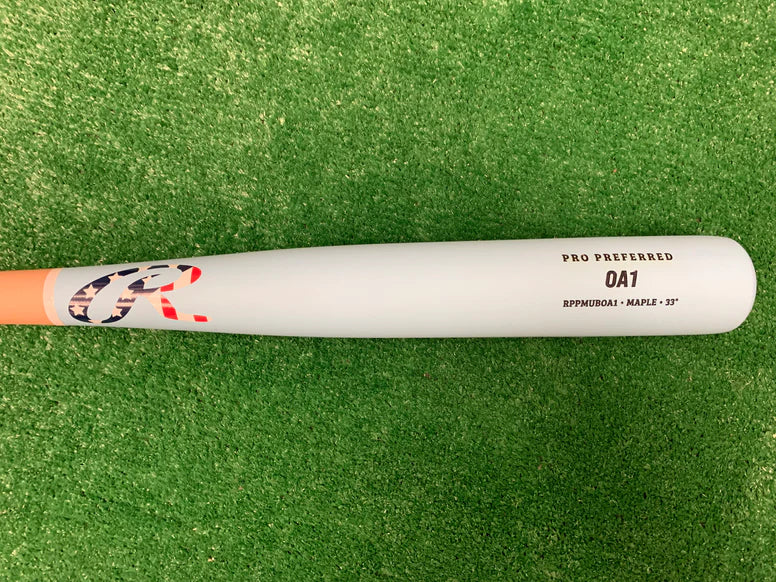 R.
PRO PREFERRED
OA1
RPPMUBOA1 • MAPLE • 33"